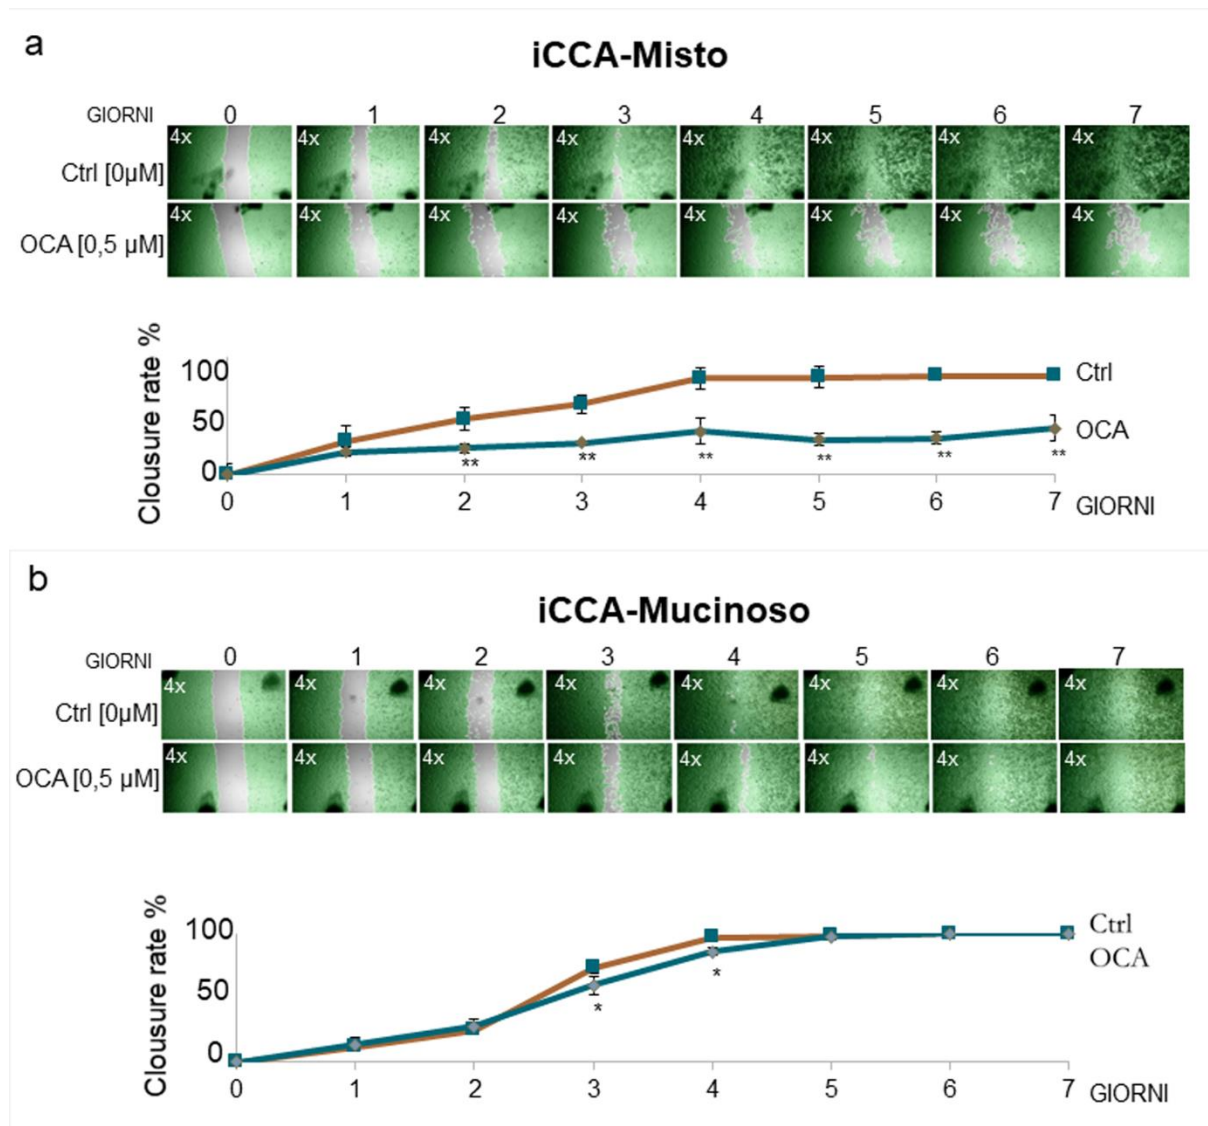 a
iCCA-Misto
GIORNI 0 1 2 3 4 5 6 7
4x 4x 4x 4x 4x 4x 4x 4x
Ctrl [0µM]
4x 4x 4x 4x 4x 4x 4x 4x
OCA [0,5 µM]
Clousure rate %
100
50
0
Ctrl
OCA
** ** ** ** ** **
0 1 2 3 4 5 6 7 GIORNI
b
iCCA-Mucinoso
GIORNI 0 1 2 3 4 5 6 7
4x 4x 4x 4x 4x 4x 4x 4x
Ctrl [0µM]
4x 4x 4x 4x 4x 4x 4x 4x
OCA [0,5 µM]
Clousure rate %
100
50
0
Ctrl
OCA
* *
0 1 2 3 4 5 6 7 GIORNI